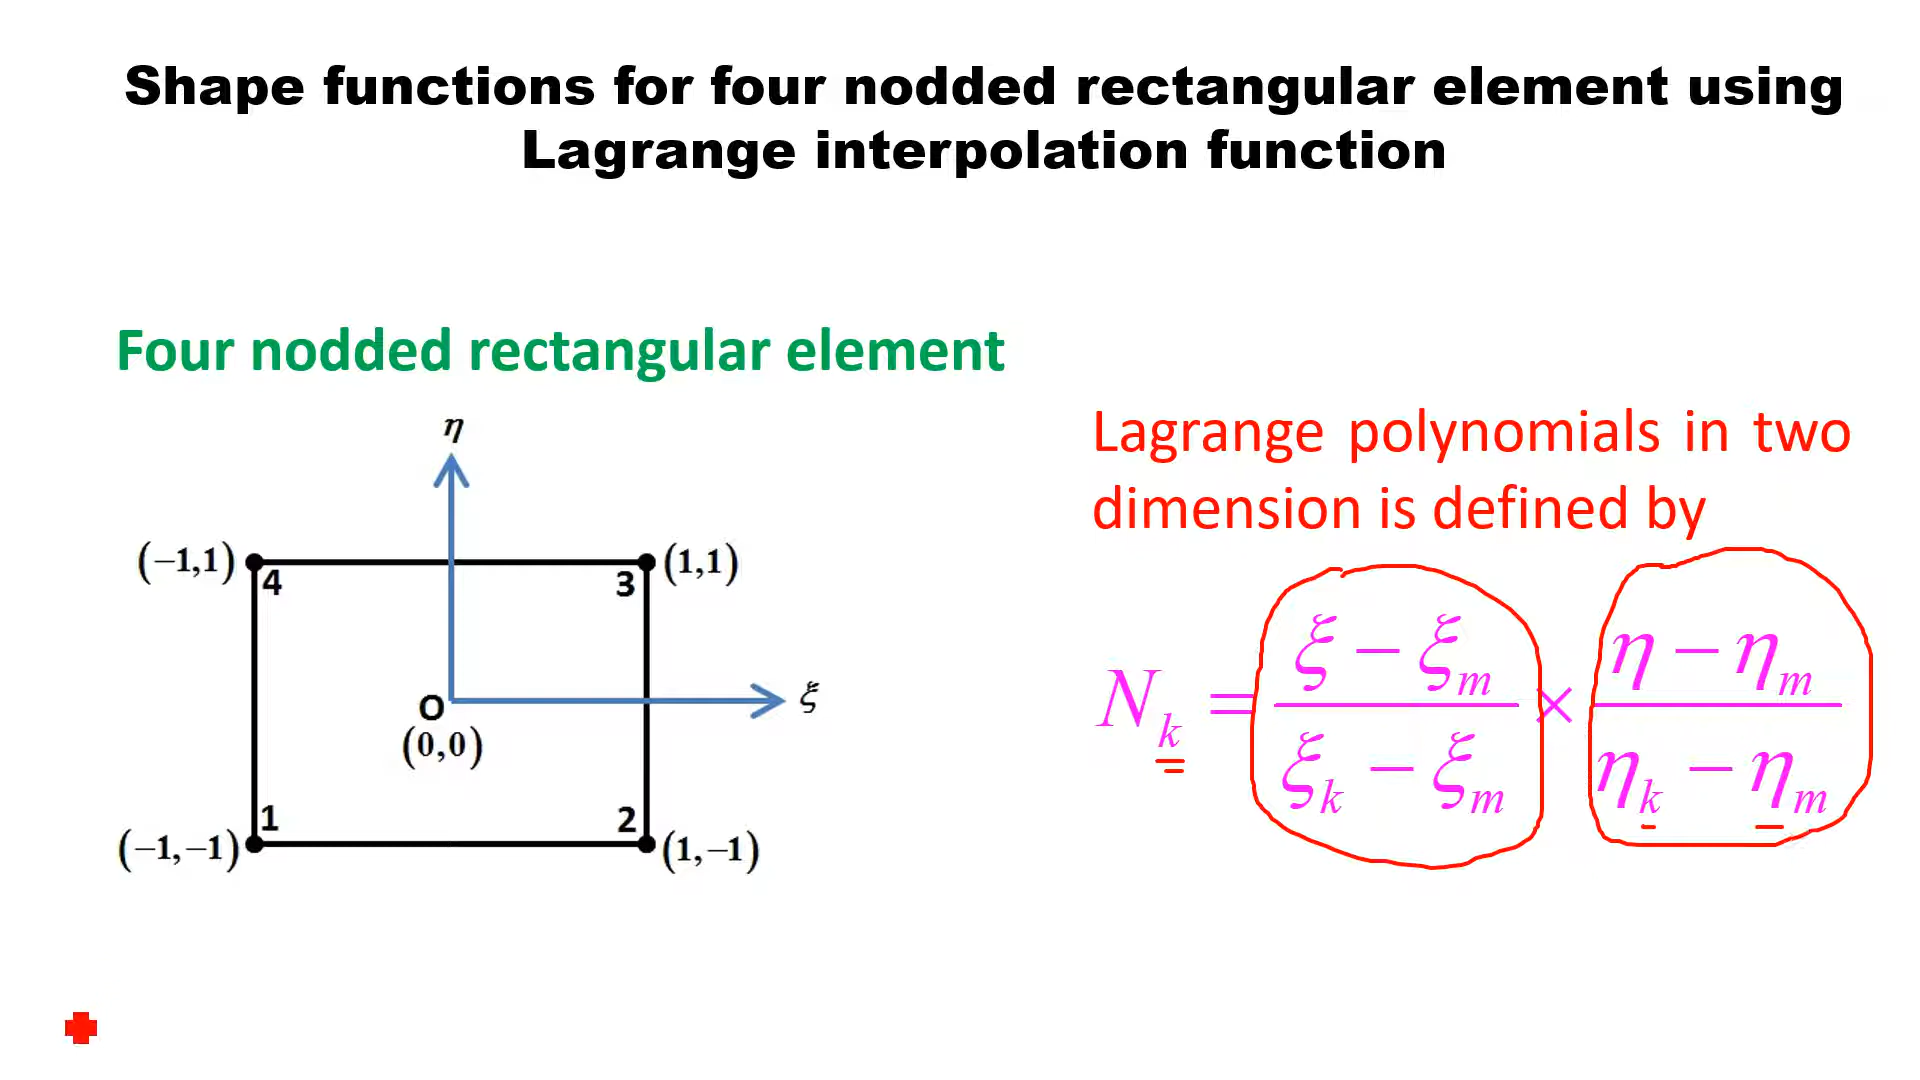 Shape functions for four nodded rectangular element using
Lagrange interpolation function
Four nodded rectangular element
η
(−1,1)
4
3
(1,1)
ξ
O
(0,0)
1
2
(−1,−1)
(1,−1)
Lagrange polynomials in two
dimension is defined by
N_k = (ξ − ξ_m)/(ξ_k − ξ_m) × (η − η_m)/(η_k − η_m)